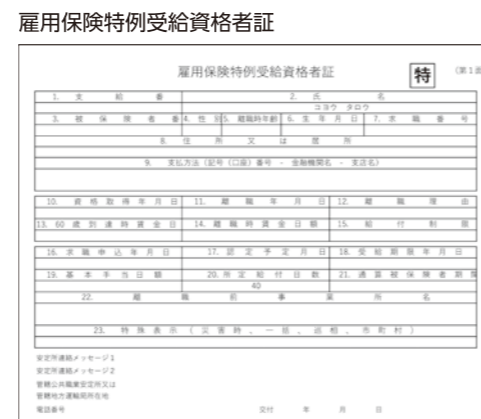 雇用保険特例受給資格者証
雇用保険特例受給資格者証 特 (第1面
1. 支給番 2. 氏名
コヨウ タロウ
3. 被保険者番 4. 性別 5. 離職時年齢 6. 生年月日 7. 求職番号
8. 住所又は居所
9. 支払方法（記号（口座）番号 - 金融機関名 - 支店名）
10. 資格取得年月日 11. 離職年月日 12. 離職理由
13. 60歳到達時賃金日 14. 離職時賃金日額 15. 給付制限
16. 求職申込年月日 17. 認定予定月日 18. 受給期限年月日
19. 基本手当日額 20. 所定給付日数 21. 通算被保険者期間
40
22. 離職前事業所名
23. 特殊表示（災害時、一括、巡相、市町村）
安定所連絡メッセージ1
安定所連絡メッセージ2
管轄公共職業安定所又は
管轄地方運輸局所在地
電話番号 交付 年 月 日